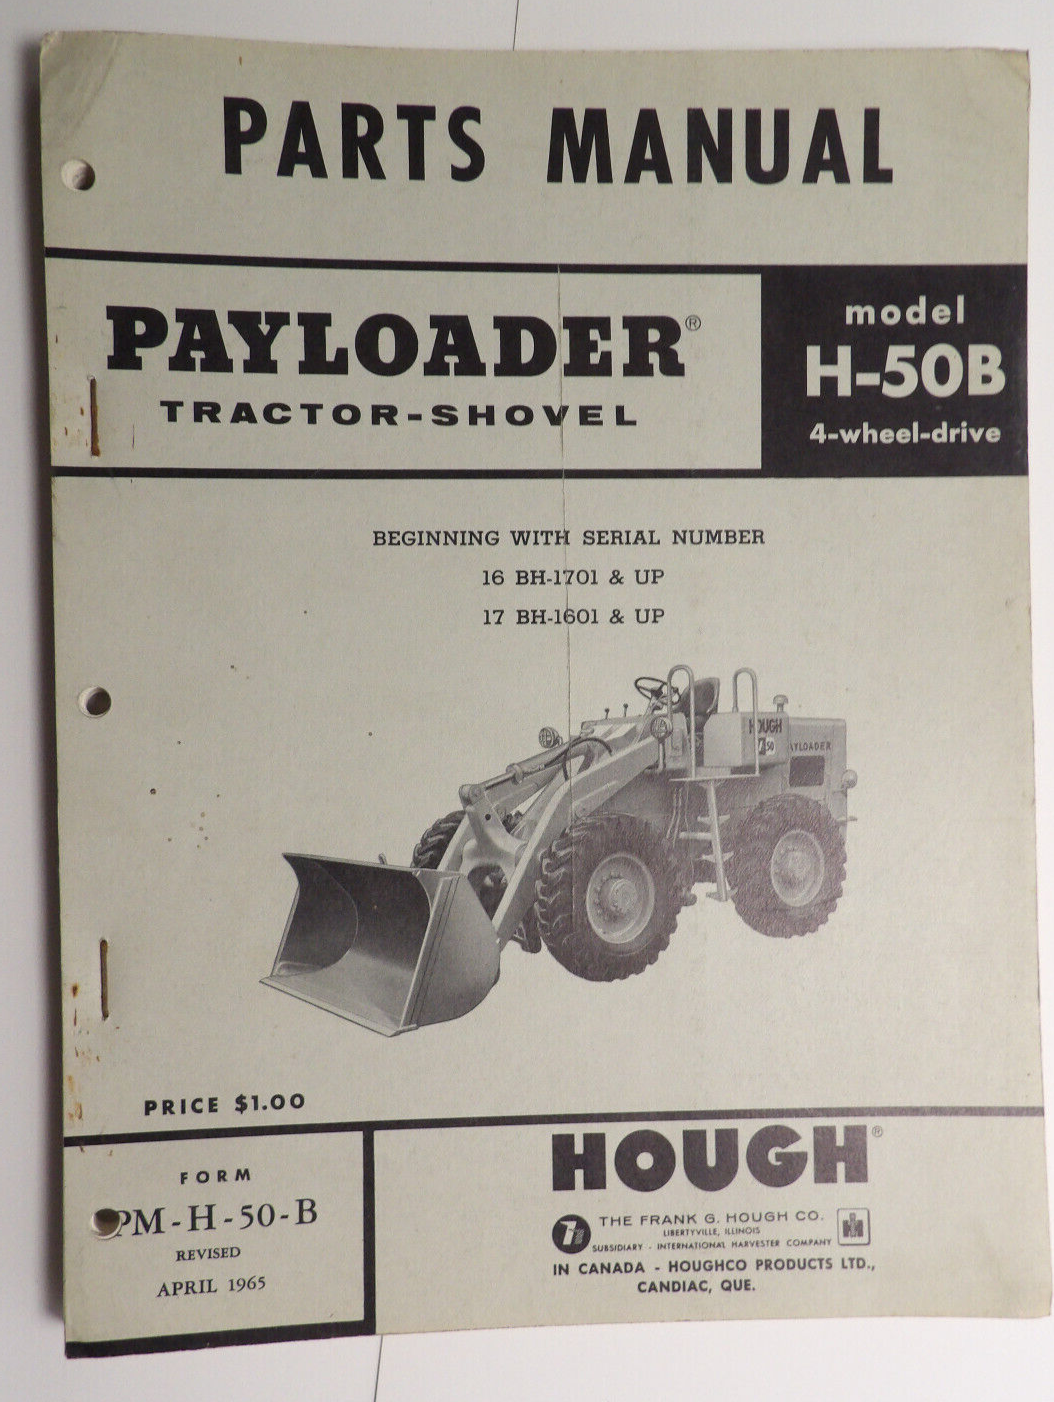 PARTS MANUAL
PAYLOADER®
TRACTOR-SHOVEL
model
H-50B
4-wheel-drive
BEGINNING WITH SERIAL NUMBER
16 BH-1701 & UP
17 BH-1601 & UP
HOUGH
50
AYLOADER
PRICE $1.00
FORM
PM-H-50-B
REVISED
APRIL 1965
HOUGH®
THE FRANK G. HOUGH CO.
LIBERTYVILLE, ILLINOIS
SUBSIDIARY - INTERNATIONAL HARVESTER COMPANY
IN CANADA - HOUGHCO PRODUCTS LTD.,
CANDIAC, QUE.